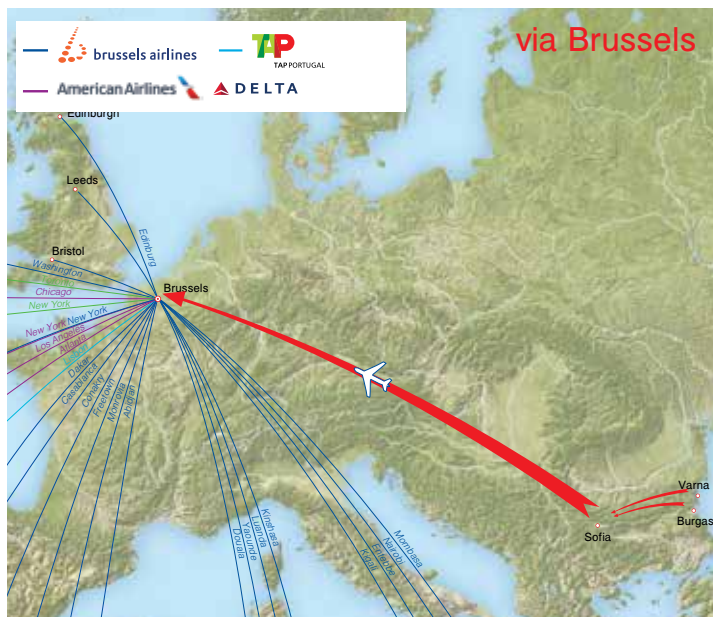 via Brussels
brussels airlines
TAP
TAP PORTUGAL
American Airlines
DELTA
Edinburgh
Leeds
Bristol
Edinburg
Brussels
Washington
Chicago
New York
New York
New York
Los Angeles
Atlanta
Dakar
Casablanca
Conakry
Freetown
Monrovia
Abidjan
Varna
Burgas
Sofia
Kinshasa
Luanda
Yaounde
Douala
Mombasa
Nairobi
Entebbe
Kigali